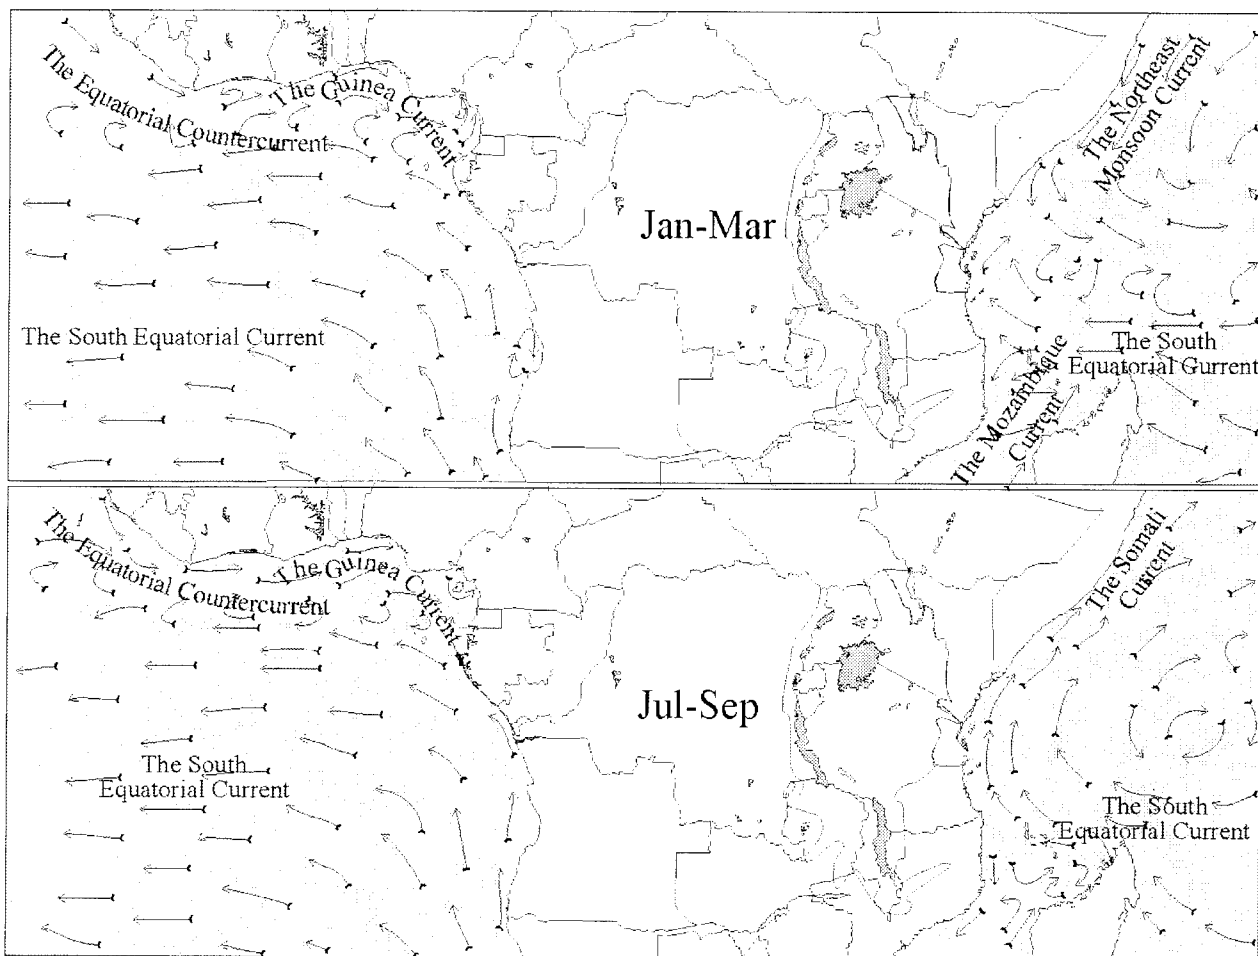 The Equatorial Countercurrent
The Guinea Current
The Northeast
Monsoon Current
Jan-Mar
The South Equatorial Current
The South
Equatorial Gurrent
The Mozambique
Current
The Equatorial Countercurrent
The Guinea Current
The Somali
Current
Jul-Sep
The South
Equatorial Current
The South
Equatorial Current